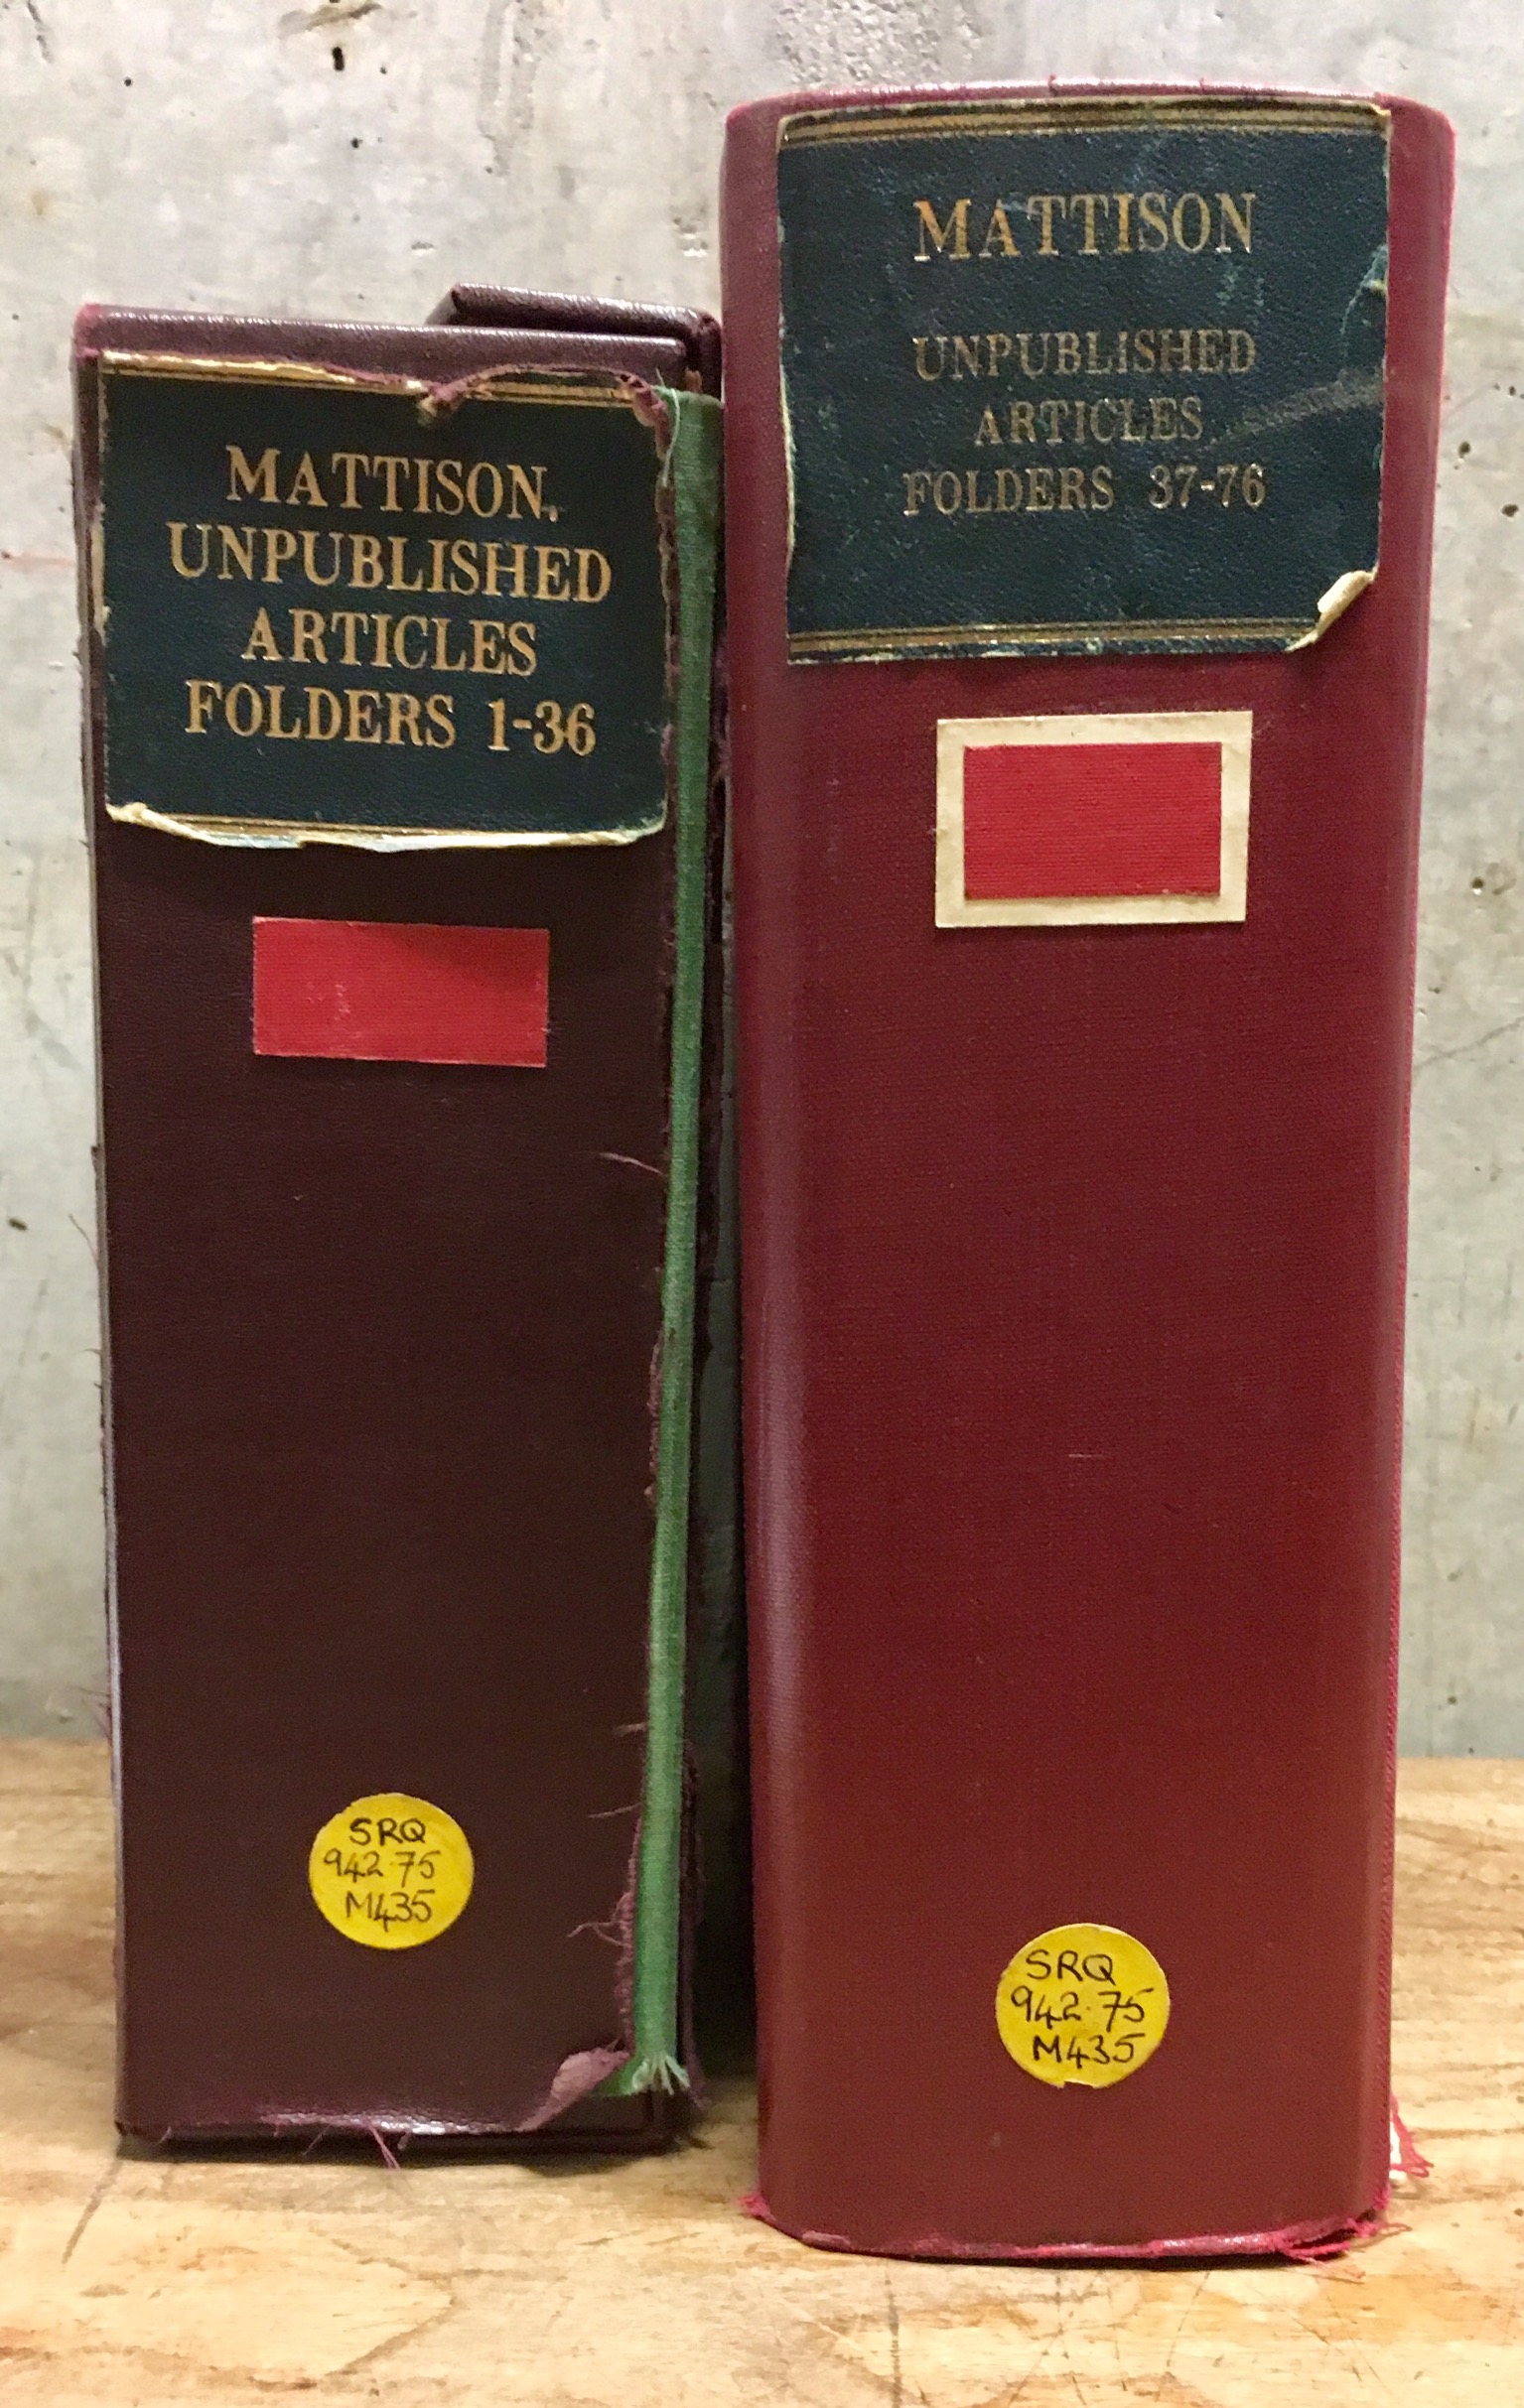 MATTISON.
UNPUBLISHED
ARTICLES
FOLDERS 1-36
SRQ
942.75
M435
MATTISON
UNPUBLISHED
ARTICLES
FOLDERS 37-76
SRQ
942.75
M435